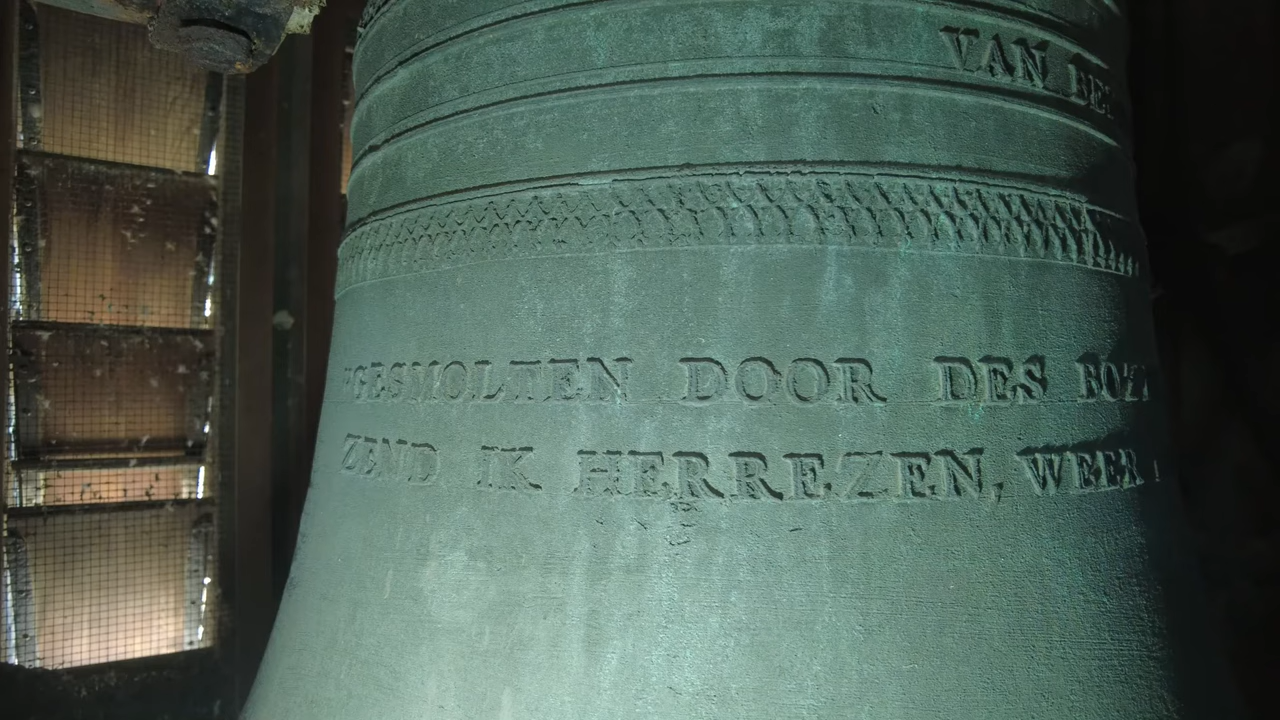 VAN
GESMOLTEN DOOR DES
ZEND IK HERREZEN, WEER